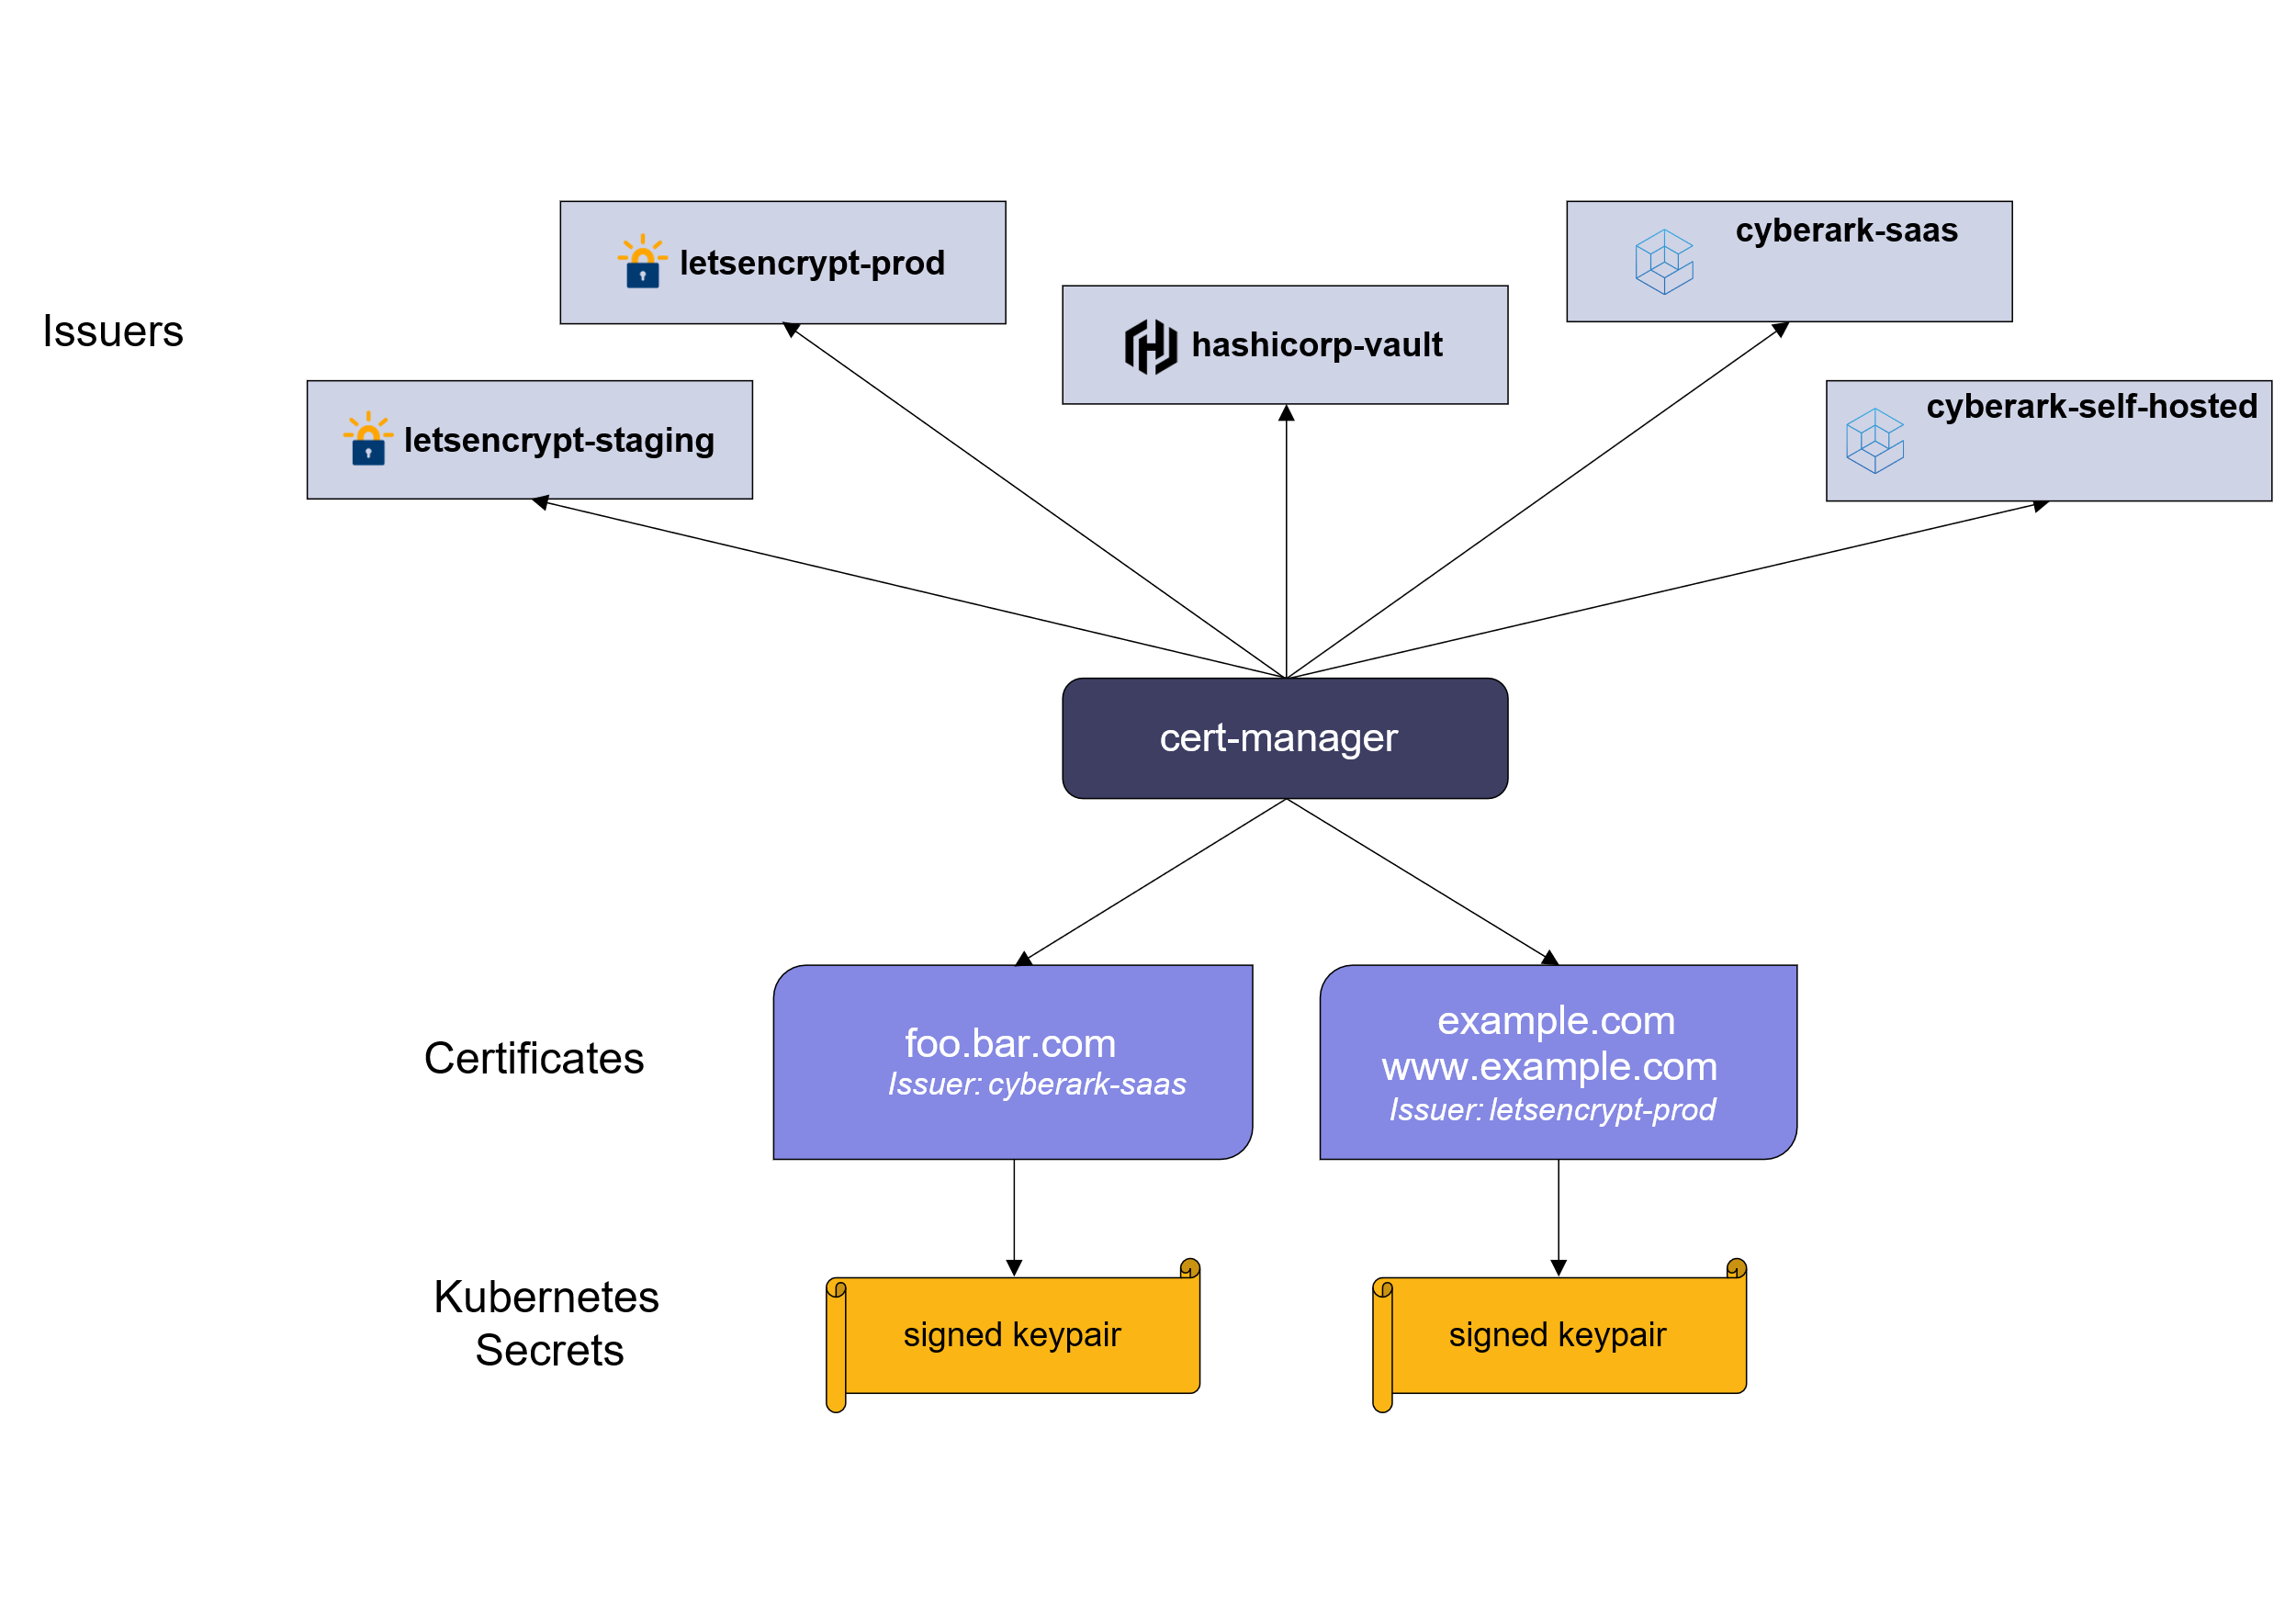 letsencrypt-prod
cyberark-saas
Issuers
hashicorp-vault
letsencrypt-staging
cyberark-self-hosted
cert-manager
Certificates
foo.bar.com
Issuer: cyberark-saas
example.com
www.example.com
Issuer: letsencrypt-prod
Kubernetes
Secrets
signed keypair
signed keypair